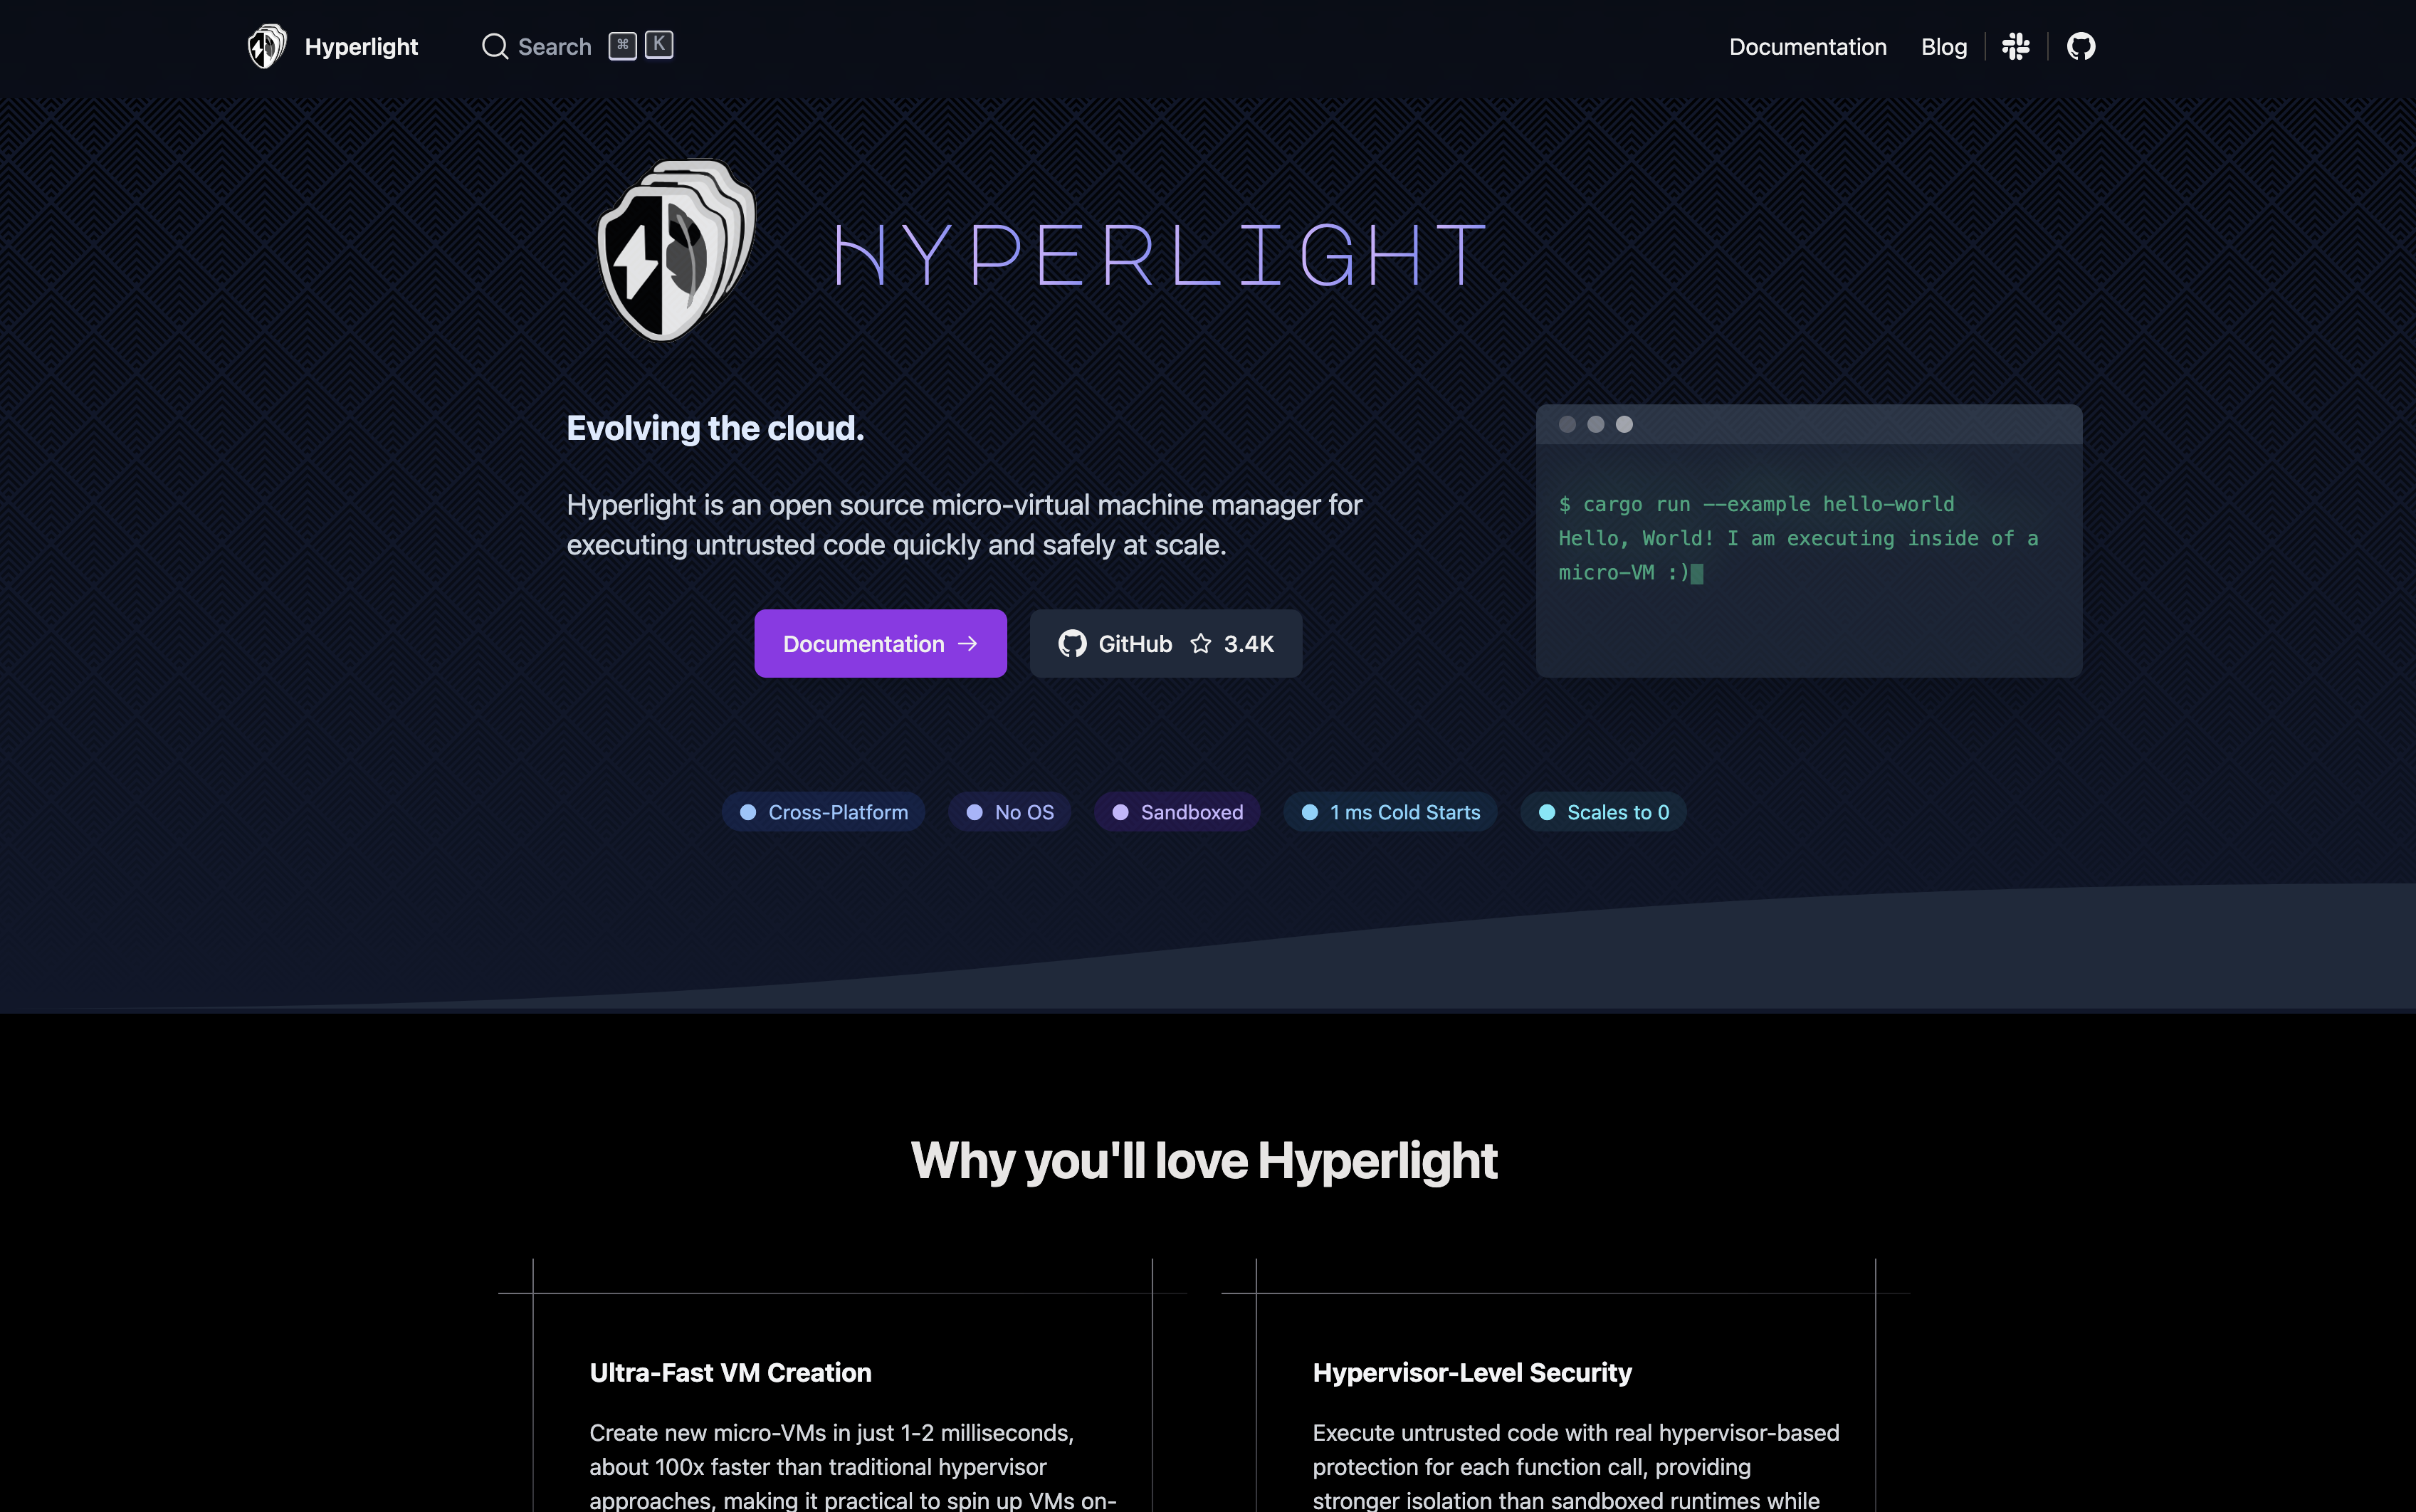 Hyperlight
Search ⌘ K
Documentation
Blog
HYPERLIGHT
Evolving the cloud.
Hyperlight is an open source micro-virtual machine manager for
executing untrusted code quickly and safely at scale.
Documentation →
GitHub ☆ 3.4K
$ cargo run --example hello-world
Hello, World! I am executing inside of a
micro-VM :)
Cross-Platform
No OS
Sandboxed
1 ms Cold Starts
Scales to 0
Why you'll love Hyperlight
Ultra-Fast VM Creation
Create new micro-VMs in just 1-2 milliseconds,
about 100x faster than traditional hypervisor
approaches, making it practical to spin up VMs on-
Hypervisor-Level Security
Execute untrusted code with real hypervisor-based
protection for each function call, providing
stronger isolation than sandboxed runtimes while